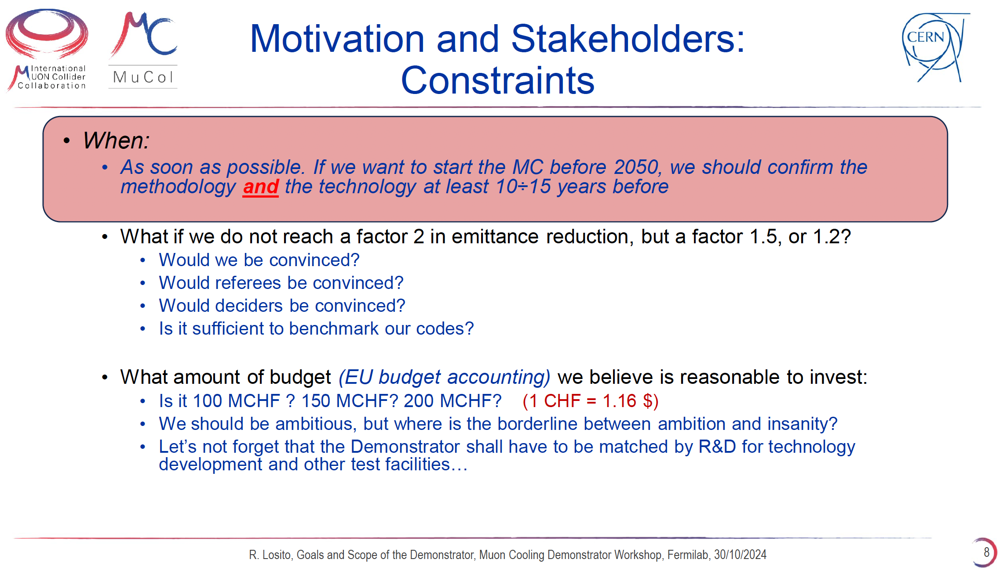 International
MUON Collider
Collaboration
MC
MuCol
Motivation and Stakeholders:
Constraints
CERN
• When:
• As soon as possible. If we want to start the MC before 2050, we should confirm the
methodology and the technology at least 10÷15 years before
• What if we do not reach a factor 2 in emittance reduction, but a factor 1.5, or 1.2?
• Would we be convinced?
• Would referees be convinced?
• Would deciders be convinced?
• Is it sufficient to benchmark our codes?
• What amount of budget (EU budget accounting) we believe is reasonable to invest:
• Is it 100 MCHF ? 150 MCHF? 200 MCHF? (1 CHF = 1.16 $)
• We should be ambitious, but where is the borderline between ambition and insanity?
• Let’s not forget that the Demonstrator shall have to be matched by R&D for technology
development and other test facilities…
R. Losito, Goals and Scope of the Demonstrator, Muon Cooling Demonstrator Workshop, Fermilab, 30/10/2024
8